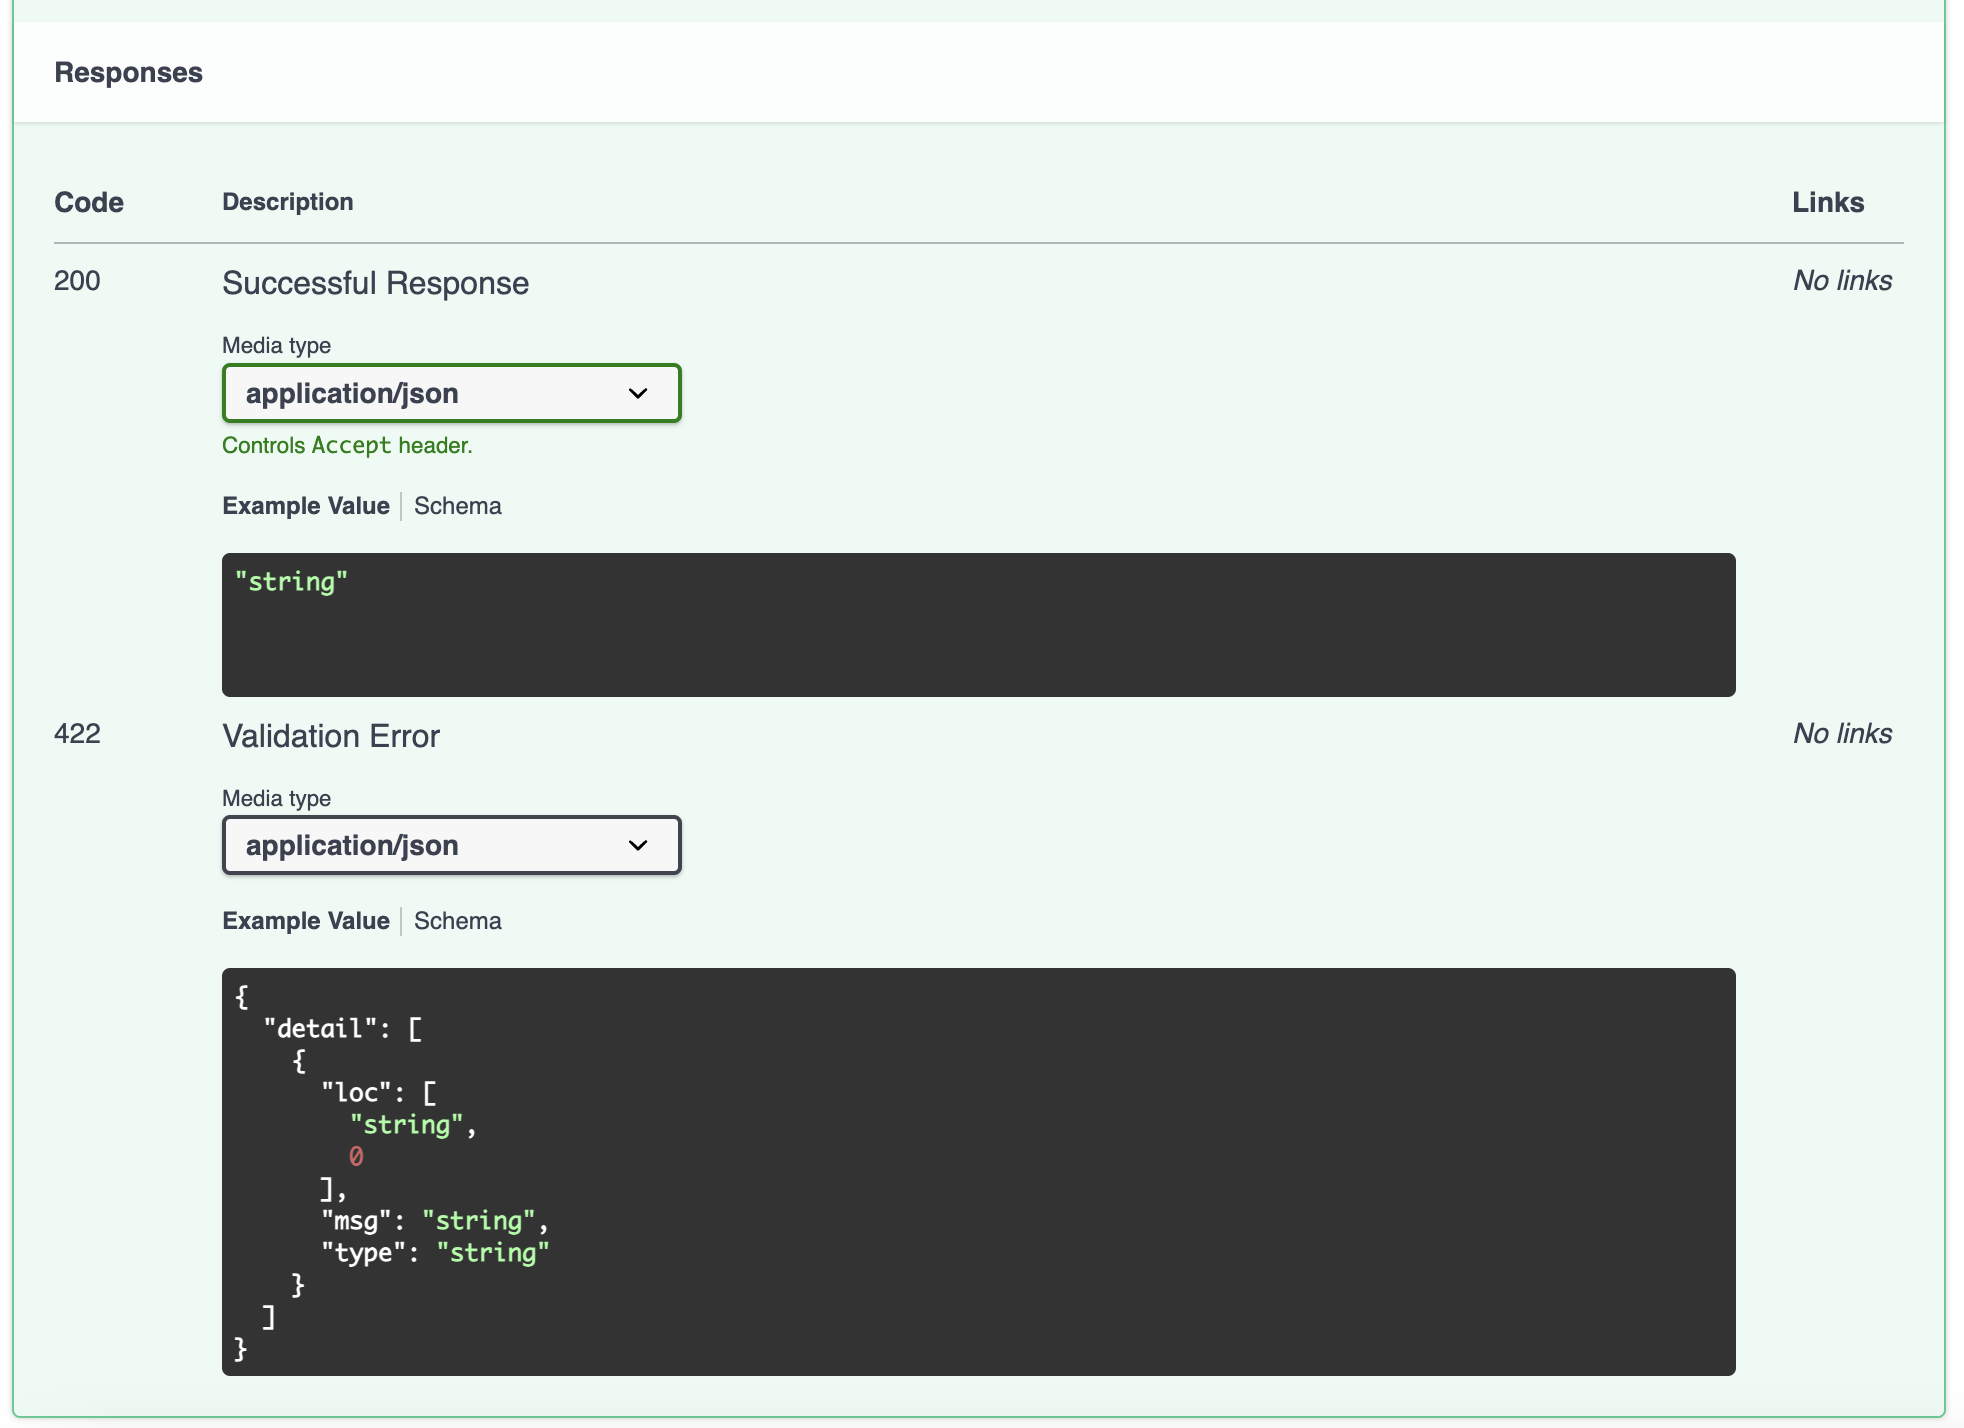 Responses
Code Description Links
200 Successful Response No links
Media type
application/json
Controls Accept header.
Example Value Schema
"string"
422 Validation Error No links
Media type
application/json
Example Value Schema
{
  "detail": [
    {
      "loc": [
        "string",
        0
      ],
      "msg": "string",
      "type": "string"
    }
  ]
}